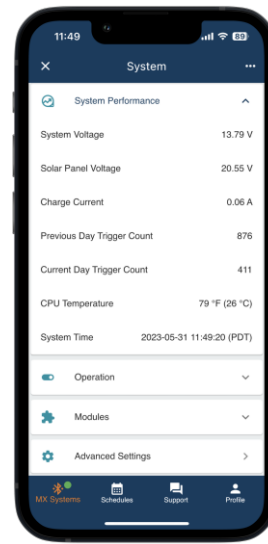 11:49 89
× System •••
System Performance
System Voltage 13.79 V
Solar Panel Voltage 20.55 V
Charge Current 0.06 A
Previous Day Trigger Count 876
Current Day Trigger Count 411
CPU Temperature 79 °F (26 °C)
System Time 2023-05-31 11:49:20 (PDT)
Operation
Modules
Advanced Settings
MX Systems Schedules Support Profile